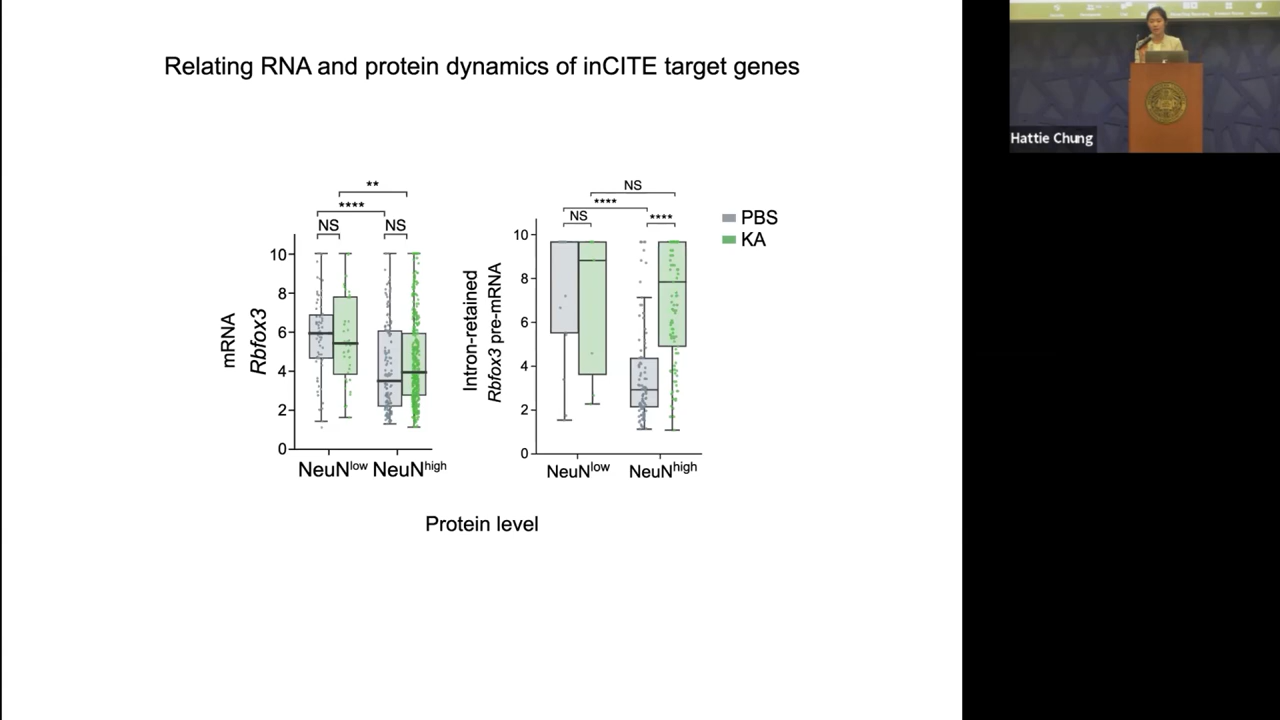 Relating RNA and protein dynamics of inCITE target genes
Hattie Chung
**
****
NS NS
10
8
6
4
2
0
mRNA
Rbfox3
NeuNlow NeuNhigh
NS
****
NS ****
10
8
6
4
2
0
Intron-retained
Rbfox3 pre-mRNA
NeuNlow NeuNhigh
PBS
KA
Protein level